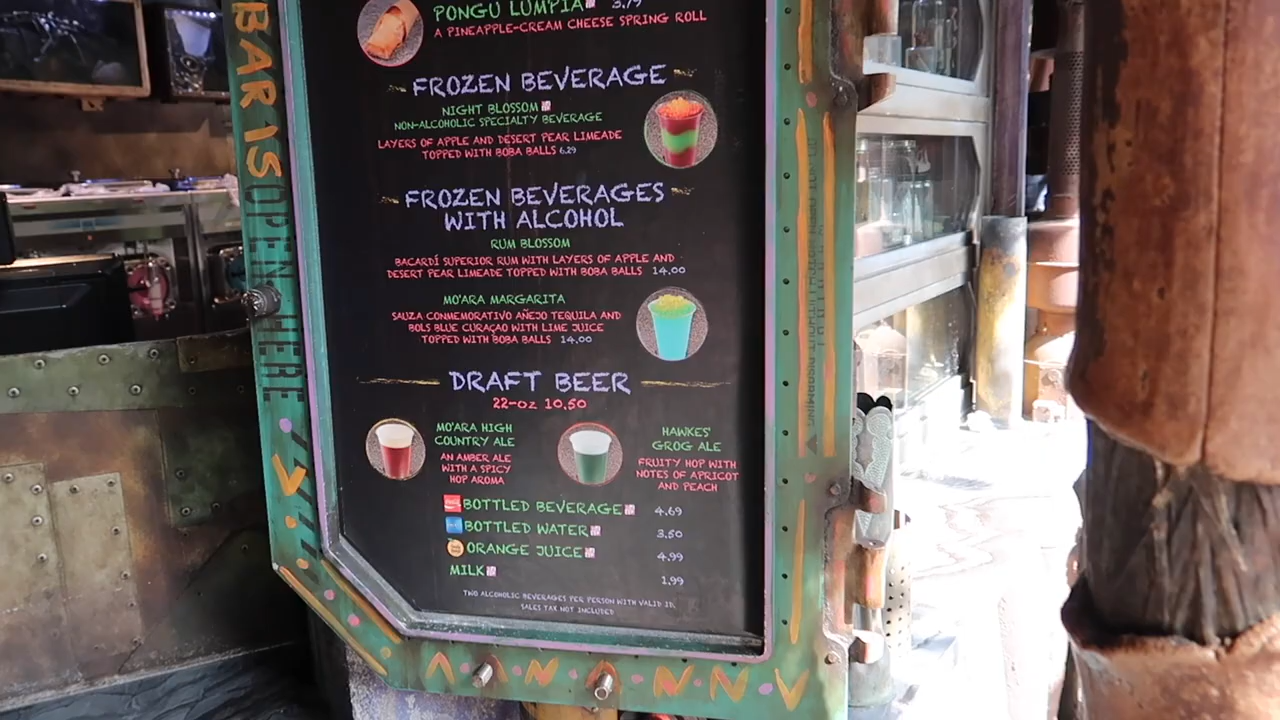 BAR IS OPEN HERE
PONGU LUMPIA 3.79
A PINEAPPLE-CREAM CHEESE SPRING ROLL
FROZEN BEVERAGE
NIGHT BLOSSOM
NON-ALCOHOLIC SPECIALTY BEVERAGE
LAYERS OF APPLE AND DESERT PEAR LIMEADE
TOPPED WITH BOBA BALLS 6.29
FROZEN BEVERAGES
WITH ALCOHOL
RUM BLOSSOM
BACARDÍ SUPERIOR RUM WITH LAYERS OF APPLE AND
DESERT PEAR LIMEADE TOPPED WITH BOBA BALLS 14.00
MO'ARA MARGARITA
SAUZA CONMEMORATIVO AÑEJO TEQUILA AND
BOLS BLUE CURAÇAO WITH LIME JUICE
TOPPED WITH BOBA BALLS 14.00
DRAFT BEER
22-OZ 10.50
MO'ARA HIGH
COUNTRY ALE
AN AMBER ALE
WITH A SPICY
HOP AROMA
HAWKES'
GROG ALE
FRUITY HOP WITH
NOTES OF APRICOT
AND PEACH
BOTTLED BEVERAGE 4.69
BOTTLED WATER 3.50
ORANGE JUICE 4.99
MILK 1.99
TWO ALCOHOLIC BEVERAGES PER PERSON WITH VALID ID.
SALES TAX NOT INCLUDED